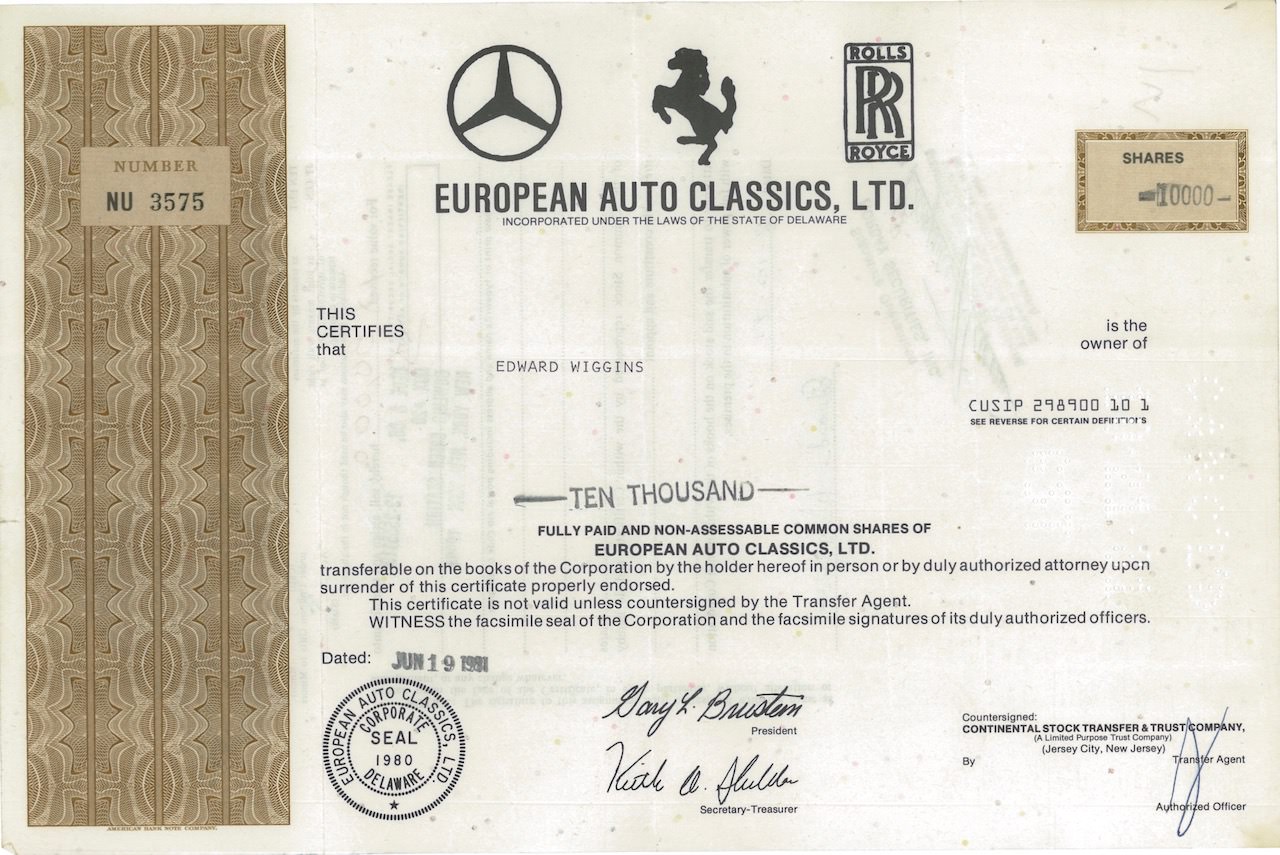 NUMBER
NU 3575
ROLLS
RR
ROYCE
EUROPEAN AUTO CLASSICS, LTD.
INCORPORATED UNDER THE LAWS OF THE STATE OF DELAWARE
SHARES
10000
THIS
CERTIFIES
that
is the
owner of
EDWARD WIGGINS
CUSIP 298900 10 1
SEE REVERSE FOR CERTAIN DEFINITIONS
TEN THOUSAND
FULLY PAID AND NON-ASSESSABLE COMMON SHARES OF
EUROPEAN AUTO CLASSICS, LTD.
transferable on the books of the Corporation by the holder hereof in person or by duly authorized attorney upon
surrender of this certificate properly endorsed.
This certificate is not valid unless countersigned by the Transfer Agent.
WITNESS the facsimile seal of the Corporation and the facsimile signatures of its duly authorized officers.
Dated: JUN 19 1981
EUROPEAN AUTO CLASSICS, LTD.
CORPORATE
SEAL
1980
DELAWARE
Gary L.
President
Keith A.
Secretary-Treasurer
Countersigned:
CONTINENTAL STOCK TRANSFER & TRUST COMPANY,
(A Limited Purpose Trust Company)
(Jersey City, New Jersey)
By
Transfer Agent
Authorized Officer
AMERICAN BANK NOTE COMPANY.